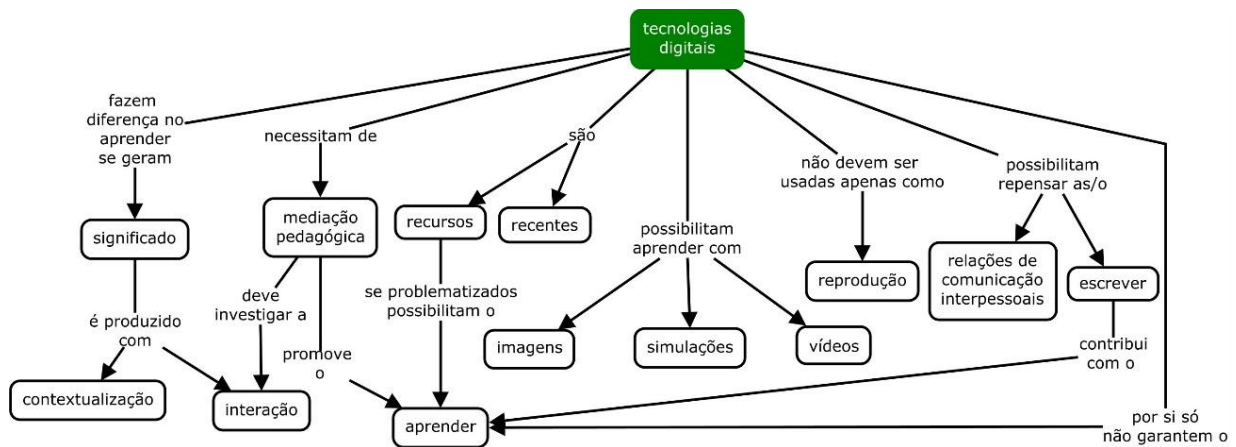 tecnologias
digitais
fazem
diferença no
aprender
se geram
necessitam de
são
não devem ser
usadas apenas como
possibilitam
repensar as/o
significado
mediação
pedagógica
recursos
recentes
possibilitam
aprender com
reprodução
relações de
comunicação
interpessoais
escrever
é produzido
com
deve
investigar a
promove
o
se problematizados
possibilitam o
imagens
simulações
vídeos
contribui
com o
contextualização
interação
aprender
por si só
não garantem o